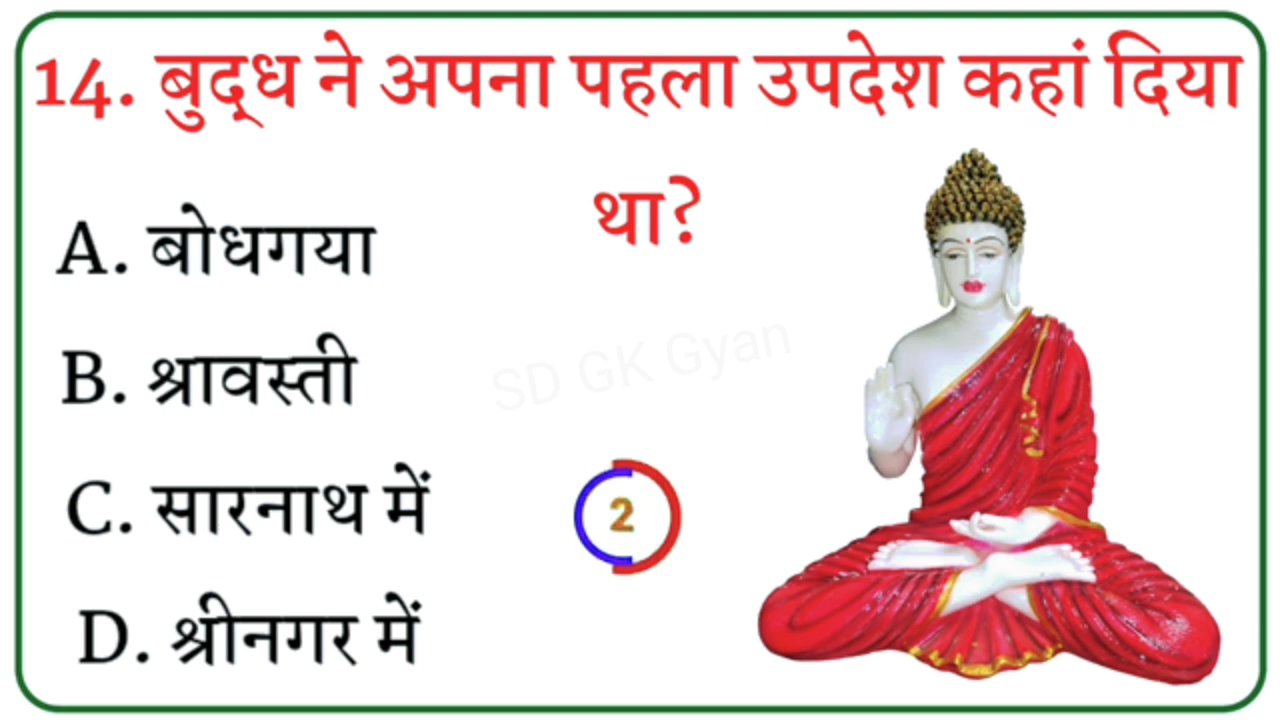 14. बुद्ध ने अपना पहला उपदेश कहां दिया
था?
A. बोधगया
B. श्रावस्ती
SD GK Gyan
C. सारनाथ में
2
D. श्रीनगर में